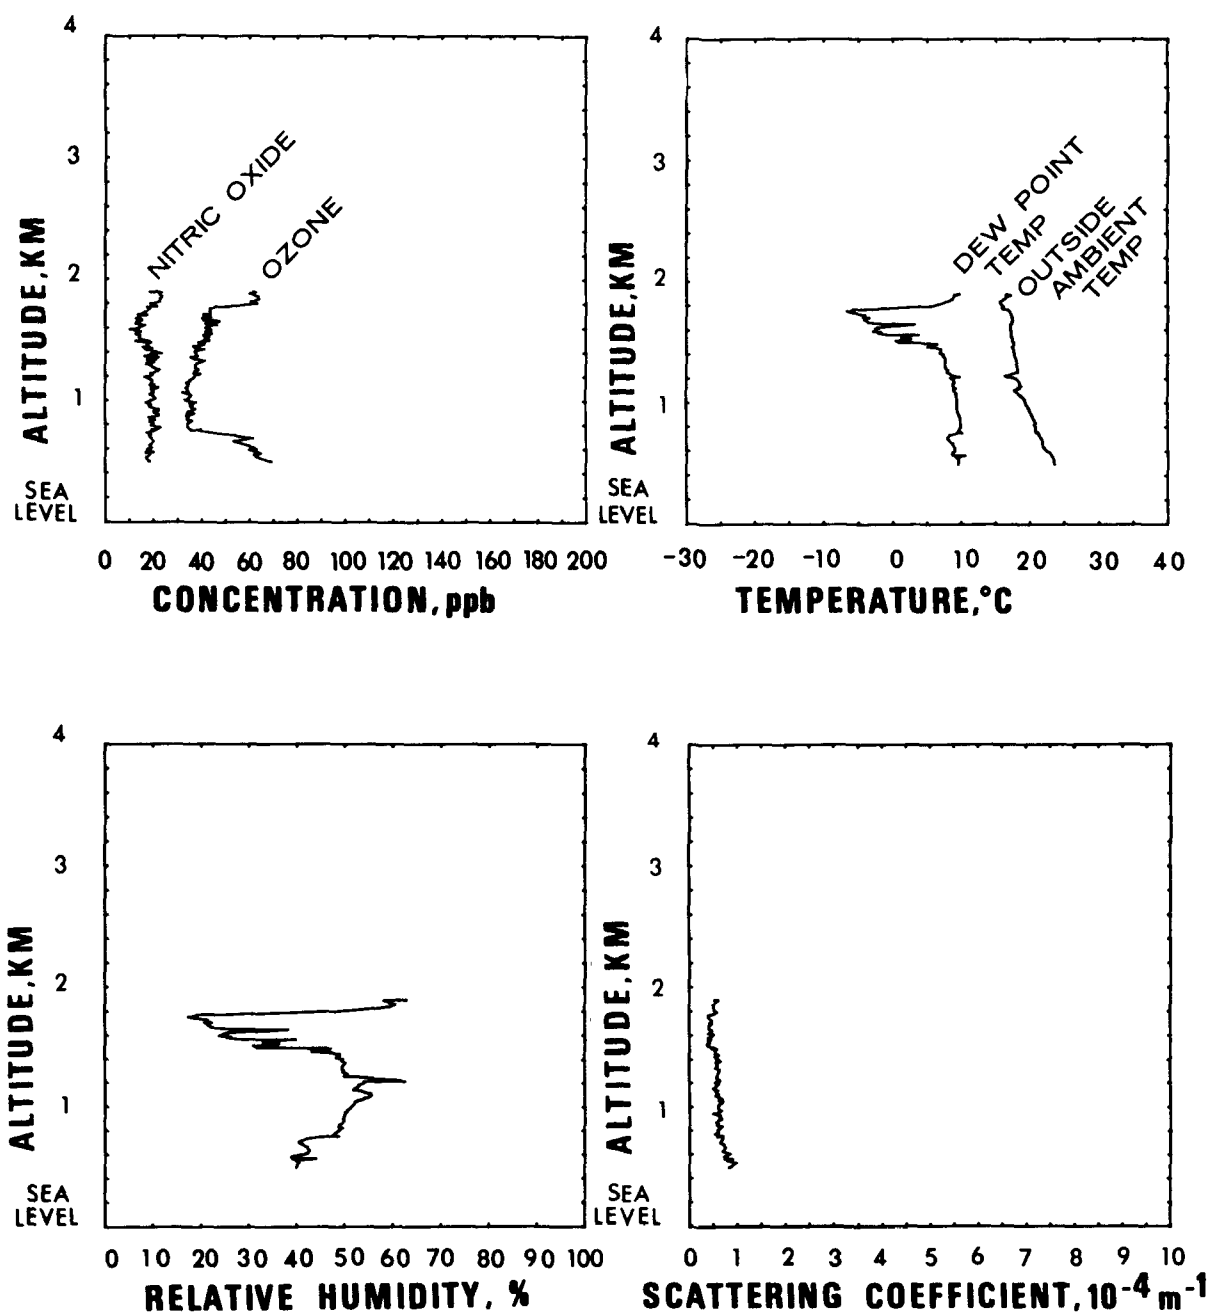 4
3
2
1
ALTITUDE, KM
SEA
LEVEL
NITRIC OXIDE
OZONE
0 20 40 60 80 100 120 140 160 180 200
CONCENTRATION, ppb
4
3
2
1
ALTITUDE, KM
SEA
LEVEL
DEW POINT
TEMP
OUTSIDE
AMBIENT
TEMP
-30 -20 -10 0 10 20 30 40
TEMPERATURE, °C
4
3
2
1
ALTITUDE, KM
SEA
LEVEL
0 10 20 30 40 50 60 70 80 90 100
RELATIVE HUMIDITY, %
4
3
2
1
ALTITUDE, KM
SEA
LEVEL
0 1 2 3 4 5 6 7 8 9 10
SCATTERING COEFFICIENT, 10⁻⁴ m⁻¹